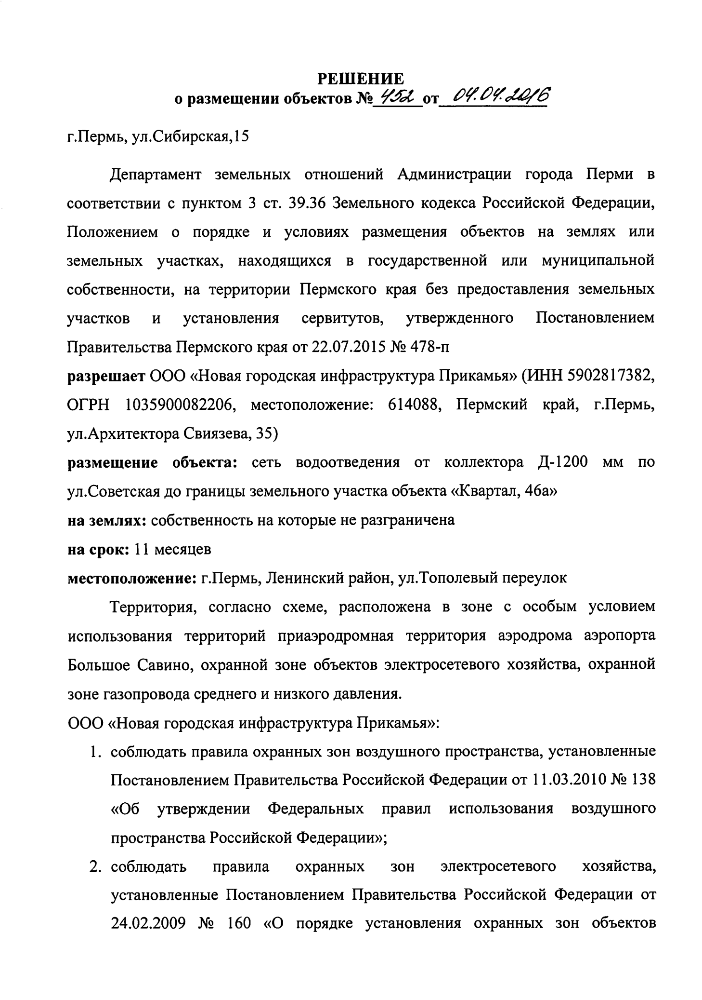 РЕШЕНИЕ
о размещении объектов № 452 от 04.04.2016
г.Пермь, ул.Сибирская,15
Департамент земельных отношений Администрации города Перми в
соответствии с пунктом 3 ст. 39.36 Земельного кодекса Российской Федерации,
Положением о порядке и условиях размещения объектов на землях или
земельных участках, находящихся в государственной или муниципальной
собственности, на территории Пермского края без предоставления земельных
участков и установления сервитутов, утвержденного Постановлением
Правительства Пермского края от 22.07.2015 № 478-п
разрешает ООО «Новая городская инфраструктура Прикамья» (ИНН 5902817382,
ОГРН 1035900082206, местоположение: 614088, Пермский край, г.Пермь,
ул.Архитектора Свиязева, 35)
размещение объекта: сеть водоотведения от коллектора Д-1200 мм по
ул.Советская до границы земельного участка объекта «Квартал, 46а»
на землях: собственность на которые не разграничена
на срок: 11 месяцев
местоположение: г.Пермь, Ленинский район, ул.Тополевый переулок
Территория, согласно схеме, расположена в зоне с особым условием
использования территорий приаэродромная территория аэродрома аэропорта
Большое Савино, охранной зоне объектов электросетевого хозяйства, охранной
зоне газопровода среднего и низкого давления.
ООО «Новая городская инфраструктура Прикамья»:
1. соблюдать правила охранных зон воздушного пространства, установленные
Постановлением Правительства Российской Федерации от 11.03.2010 № 138
«Об утверждении Федеральных правил использования воздушного
пространства Российской Федерации»;
2. соблюдать правила охранных зон электросетевого хозяйства,
установленные Постановлением Правительства Российской Федерации от
24.02.2009 № 160 «О порядке установления охранных зон объектов